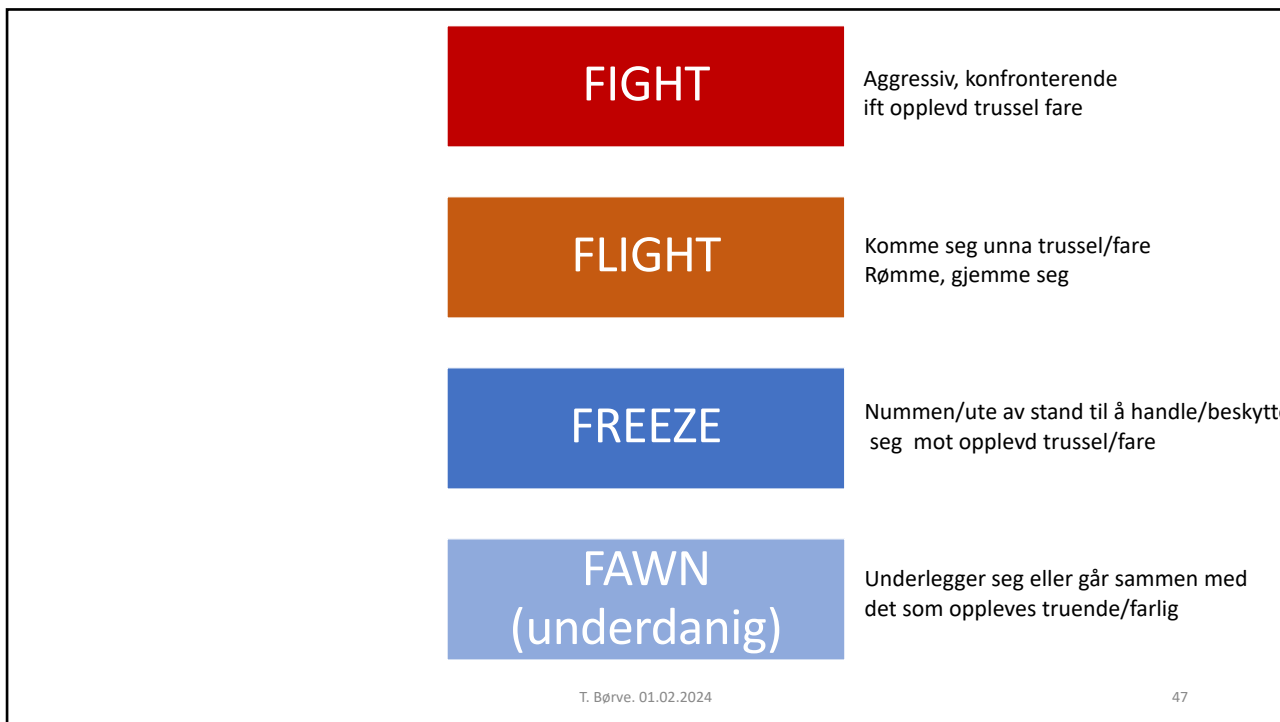 FIGHT
Aggressiv, konfronterende
ift opplevd trussel fare
FLIGHT
Komme seg unna trussel/fare
Rømme, gjemme seg
FREEZE
Nummen/ute av stand til å handle/beskytte
seg  mot opplevd trussel/fare
FAWN
(underdanig)
Underlegger seg eller går sammen med
det som oppleves truende/farlig
T. Børve. 01.02.2024
47